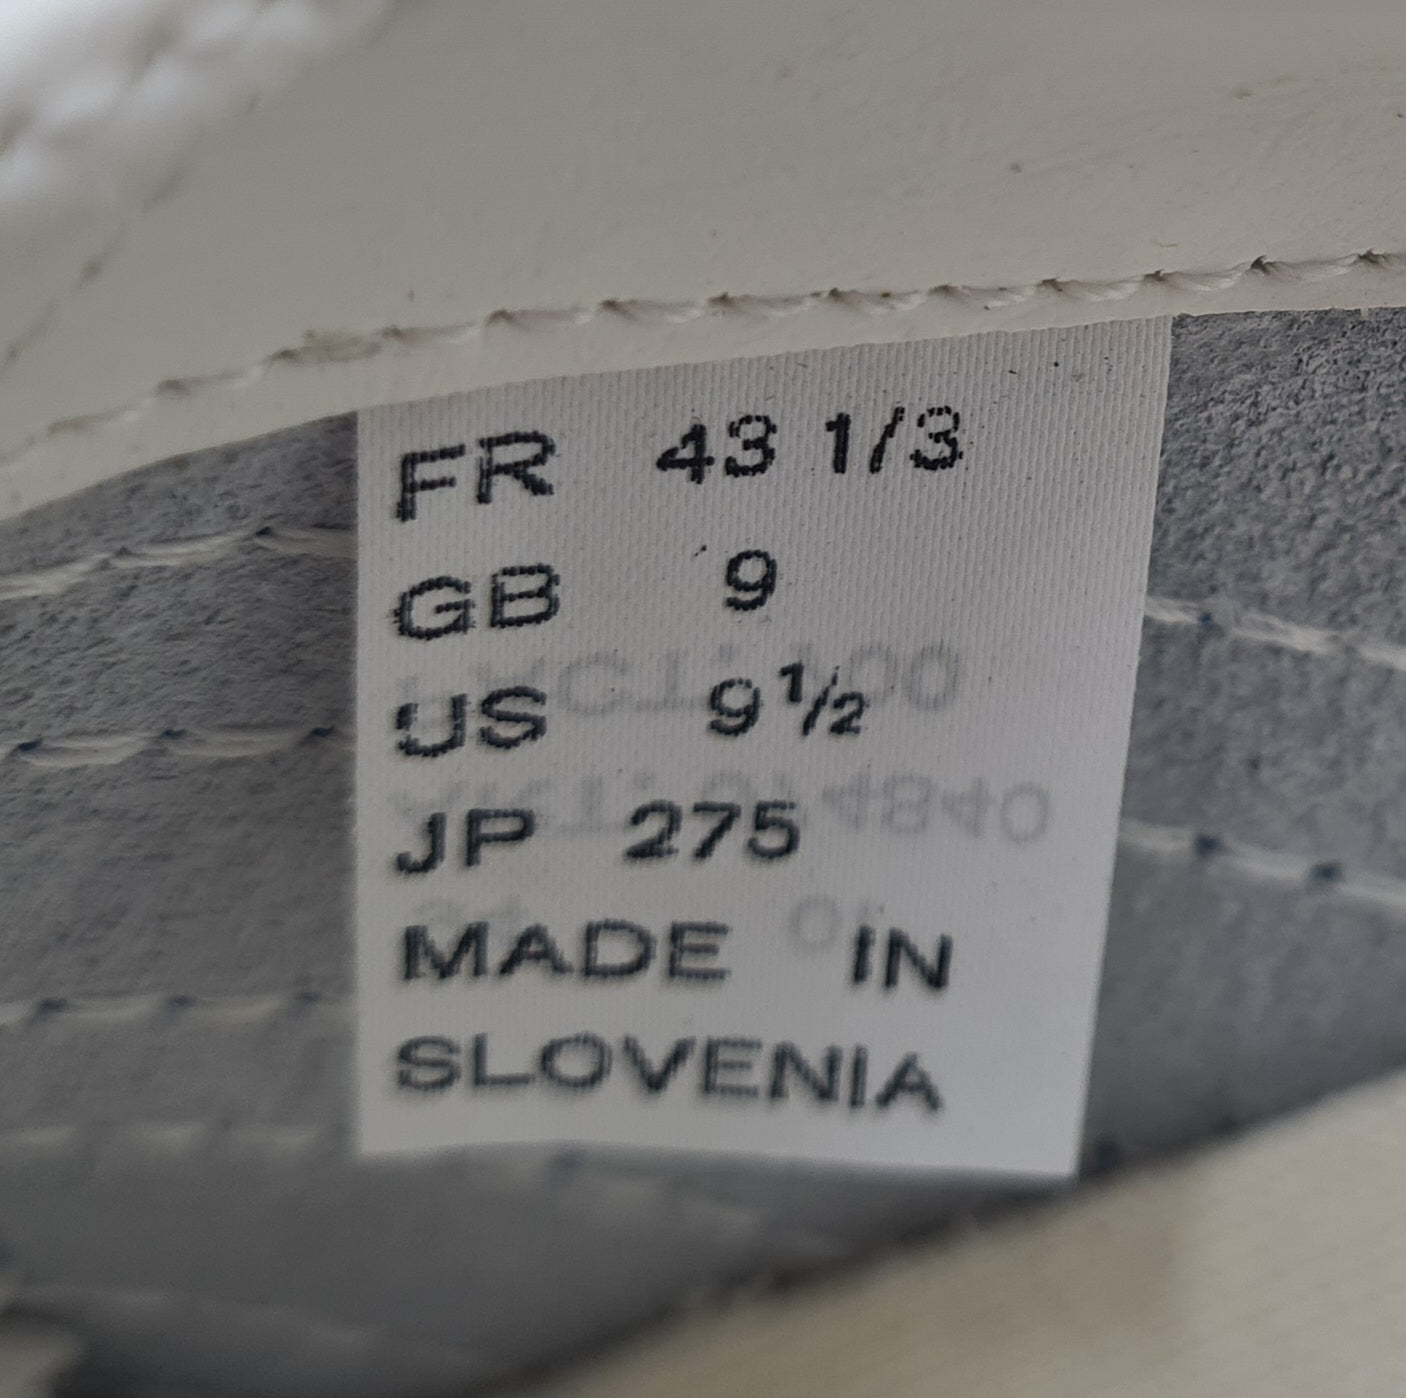 FR 43 1/3
GB 9
US 9½
JP 275
MADE IN
SLOVENIA